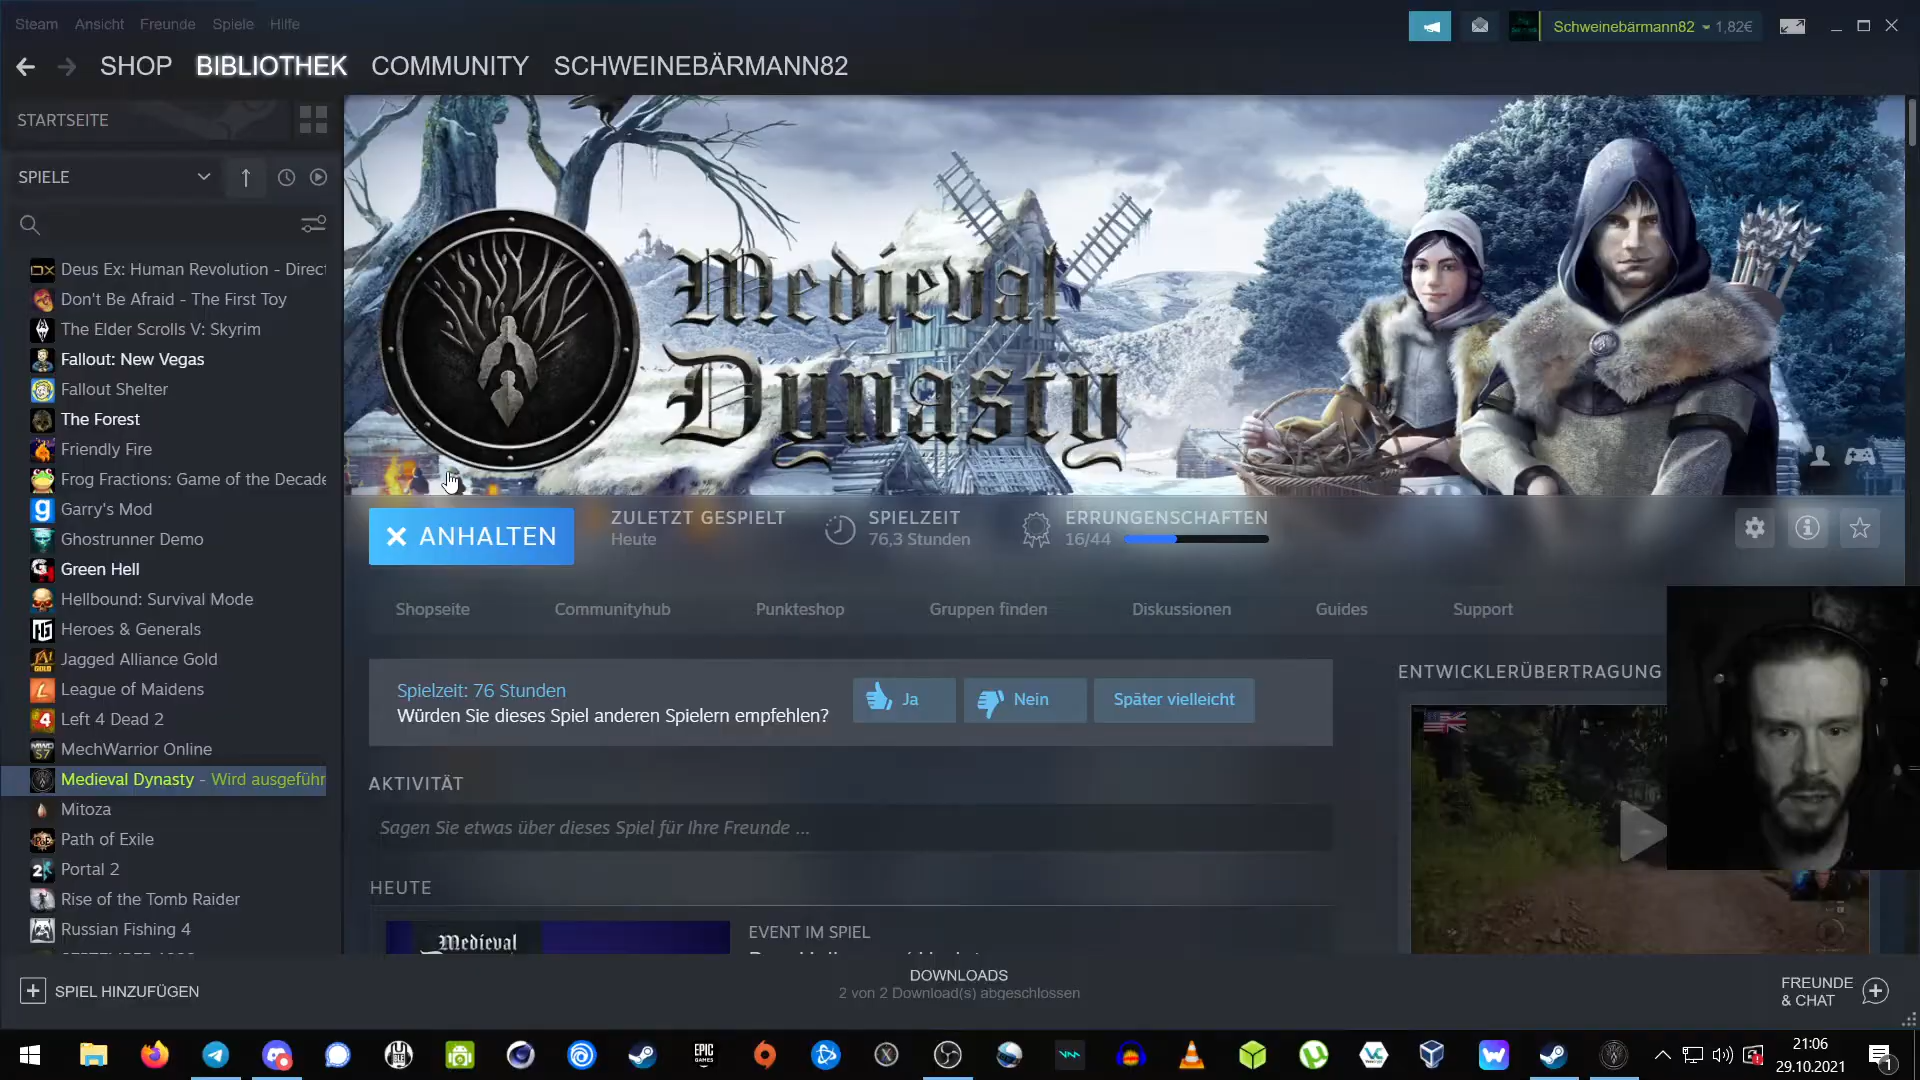 Steam Ansicht Freunde Spiele Hilfe
Schweinebärmann82 1,82€
SHOP BIBLIOTHEK COMMUNITY SCHWEINEBÄRMANN82
STARTSEITE
SPIELE
Deus Ex: Human Revolution - Direct
Don't Be Afraid - The First Toy
The Elder Scrolls V: Skyrim
Fallout: New Vegas
Fallout Shelter
The Forest
Friendly Fire
Frog Fractions: Game of the Decade
Garry's Mod
Ghostrunner Demo
Green Hell
Hellbound: Survival Mode
Heroes & Generals
Jagged Alliance Gold
League of Maidens
Left 4 Dead 2
MechWarrior Online
Medieval Dynasty - Wird ausgeführ
Mitoza
Path of Exile
Portal 2
Rise of the Tomb Raider
Russian Fishing 4
SPIEL HINZUFÜGEN
Medieval
Dynasty
ANHALTEN
ZULETZT GESPIELT
Heute
SPIELZEIT
76,3 Stunden
ERRUNGENSCHAFTEN
16/44
Shopseite Communityhub Punkteshop Gruppen finden Diskussionen Guides Support
Spielzeit: 76 Stunden
Würden Sie dieses Spiel anderen Spielern empfehlen?
Ja Nein Später vielleicht
ENTWICKLERÜBERTRAGUNG
AKTIVITÄT
Sagen Sie etwas über dieses Spiel für Ihre Freunde ...
HEUTE
Medieval
EVENT IM SPIEL
DOWNLOADS
2 von 2 Download(s) abgeschlossen
FREUNDE
& CHAT
EPIC
GAMES
21:06
29.10.2021
1